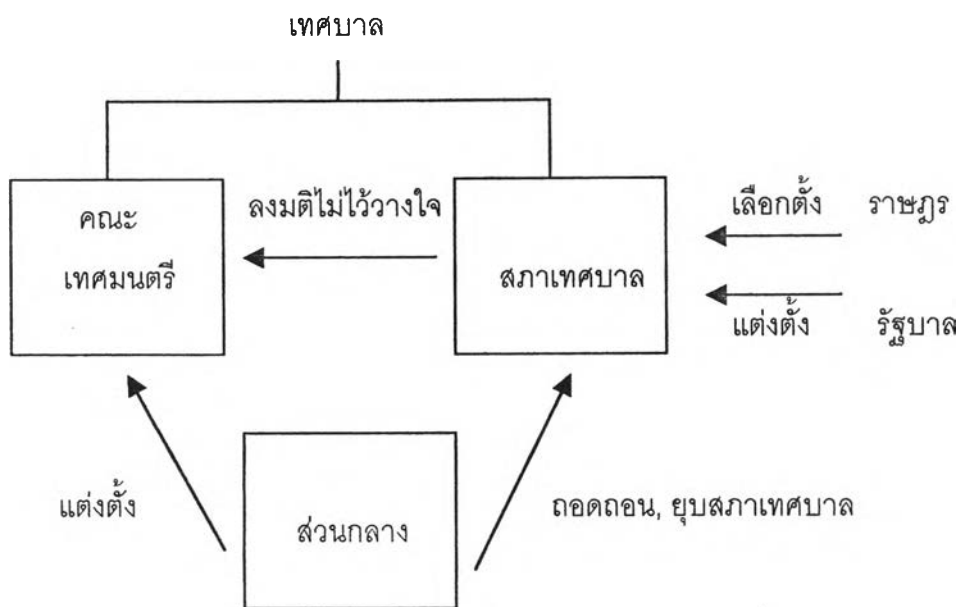 เทศบาล
คณะ
เทศมนตรี
ลงมติไม่ไว้วางใจ
สภาเทศบาล
เลือกตั้ง ราษฎร
แต่งตั้ง รัฐบาล
แต่งตั้ง
ส่วนกลาง
ถอดถอน, ยุบสภาเทศบาล